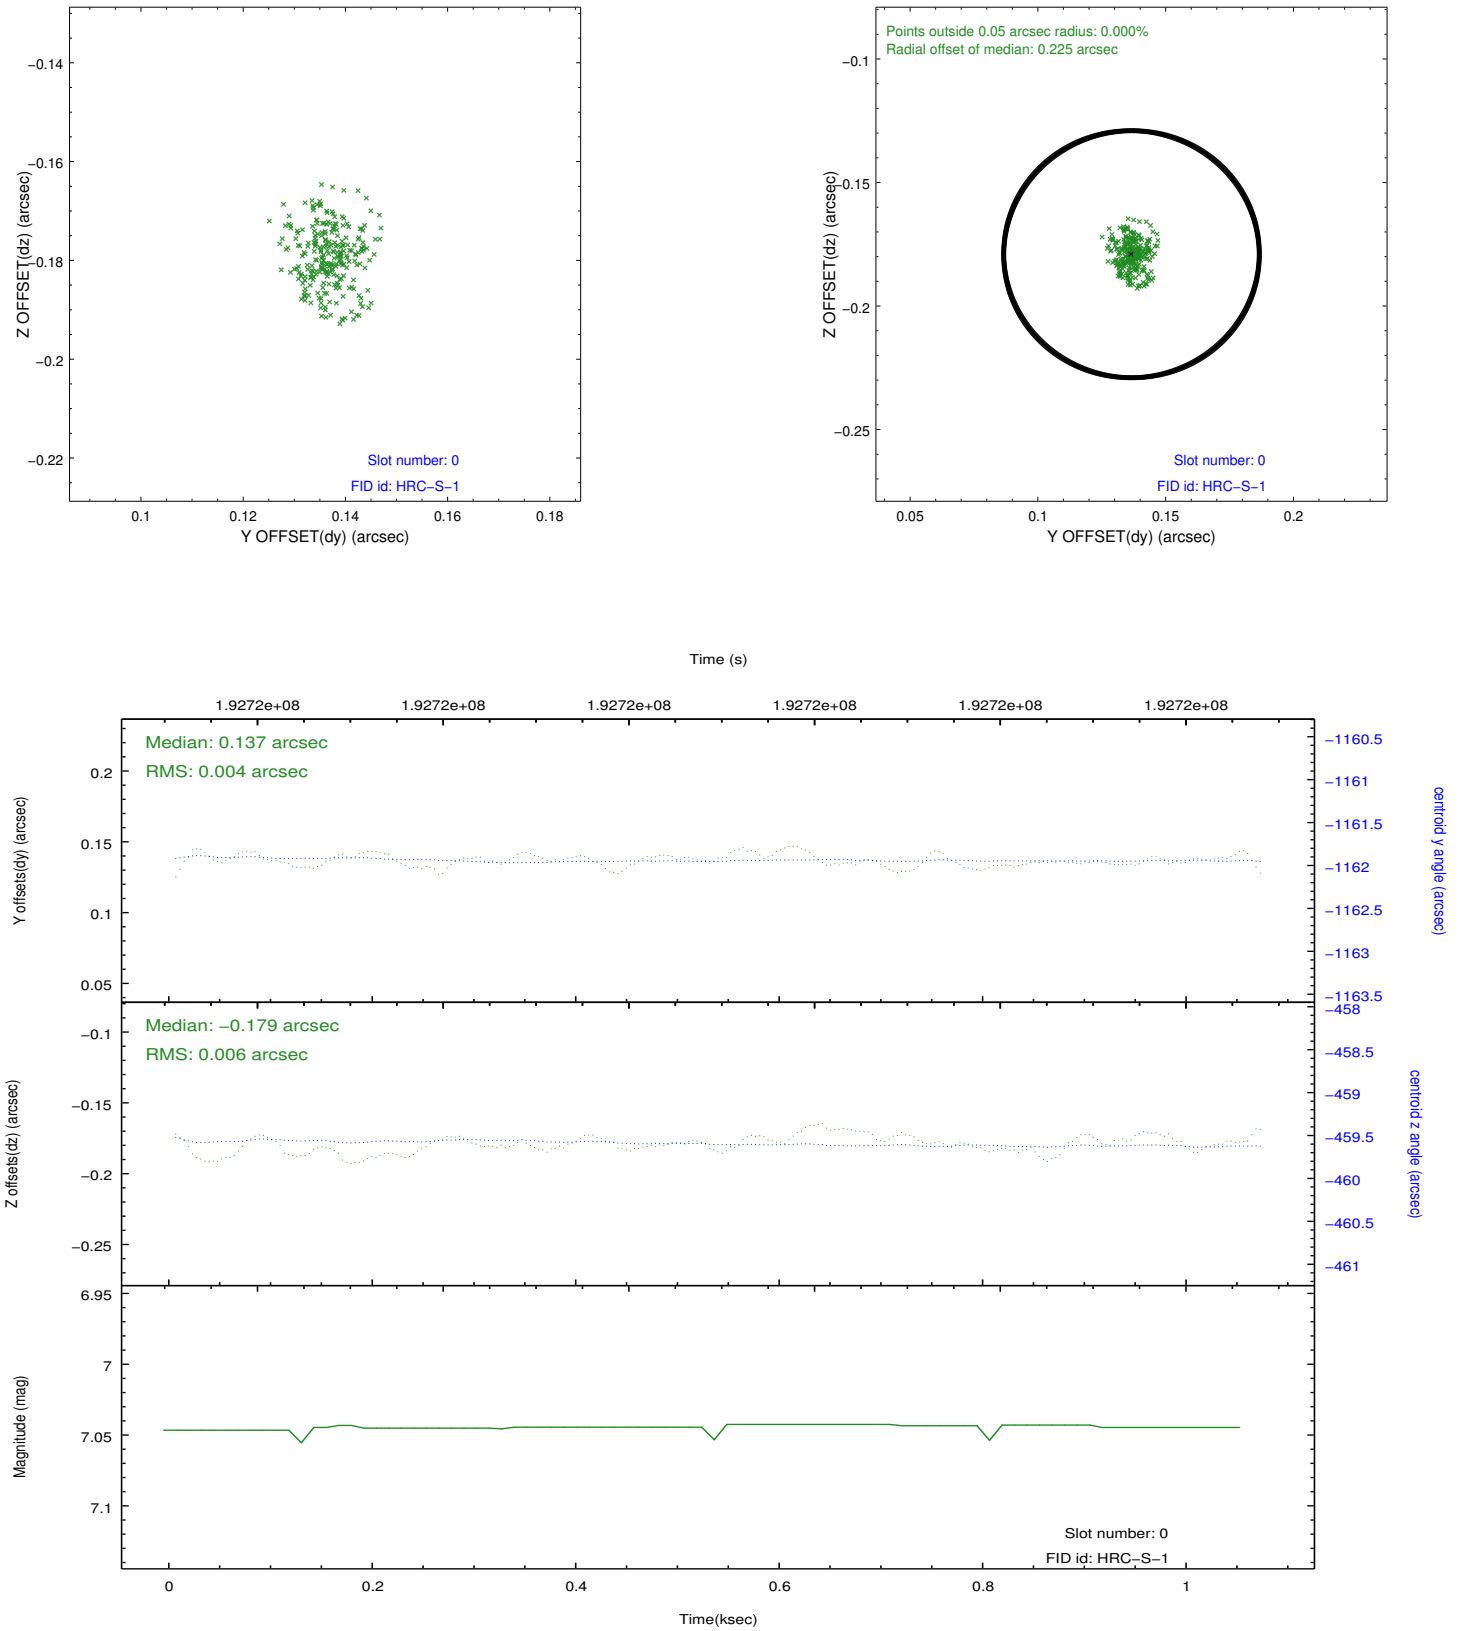 −0.14
−0.16
−0.18
−0.2
−0.22
Z OFFSET(dz) (arcsec)
Slot number: 0
FID id: HRC−S−1
0.1
0.12
0.14
0.16
0.18
Y OFFSET(dy) (arcsec)
Points outside 0.05 arcsec radius: 0.000%
Radial offset of median: 0.225 arcsec
−0.1
−0.15
−0.2
−0.25
Z OFFSET(dz) (arcsec)
Slot number: 0
FID id: HRC−S−1
0.05
0.1
0.15
0.2
Y OFFSET(dy) (arcsec)
Time (s)
1.9272e+08
1.9272e+08
1.9272e+08
1.9272e+08
1.9272e+08
1.9272e+08
Median: 0.137 arcsec
RMS: 0.004 arcsec
0.2
0.15
0.1
0.05
Y offsets(dy) (arcsec)
−1160.5
−1161
−1161.5
−1162
−1162.5
−1163
−1163.5
centroid y angle (arcsec)
Median: −0.179 arcsec
RMS: 0.006 arcsec
−0.1
−0.15
−0.2
−0.25
Z offsets(dz) (arcsec)
−458
−458.5
−459
−459.5
−460
−460.5
−461
centroid z angle (arcsec)
6.95
7
7.05
7.1
Magnitude (mag)
Slot number: 0
FID id: HRC−S−1
0
0.2
0.4
0.6
0.8
1
Time(ksec)